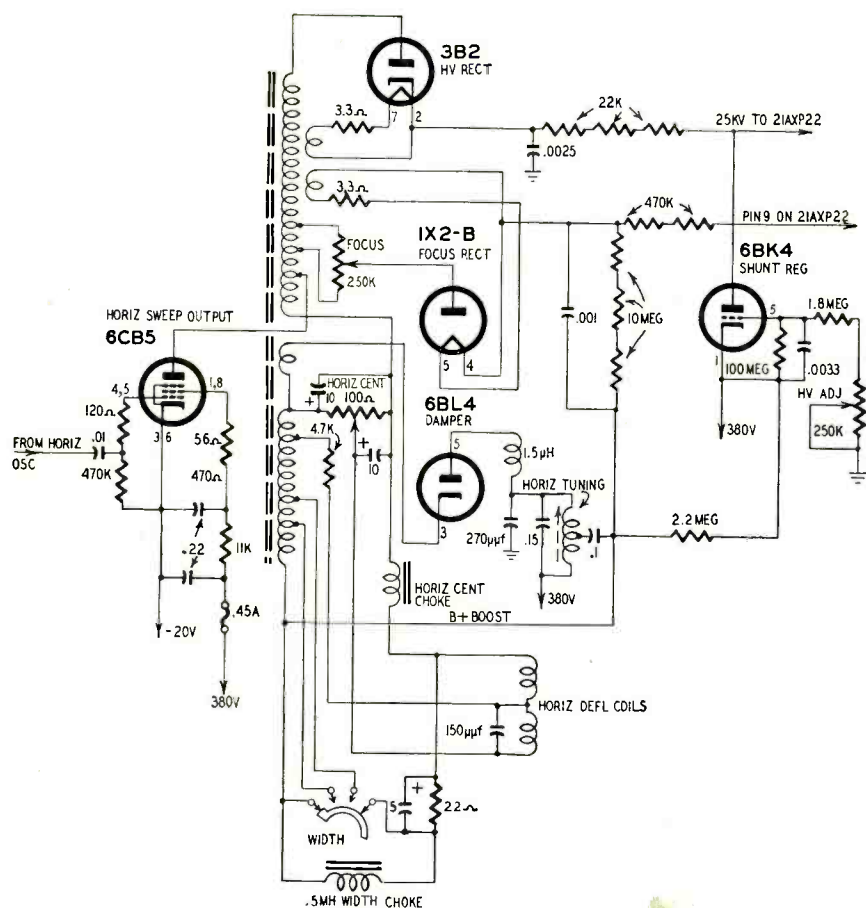 3B2
HV RECT
7
2
3.3Ω
22K
25KV TO 21AXP22
.0025
3.3Ω
470K
PIN 9 ON 21AXP22
1X2-B
FOCUS RECT
FOCUS
250K
6BK4
SHUNT REG
5
1.8MEG
.001
10MEG
100MEG
.0033
1
HORIZ SWEEP OUTPUT
6CB5
5
4
HV ADJ
250K
380V
4,5
1,8
HORIZ CENT
+
10
100Ω
6BL4
DAMPER
120Ω
3
6
56Ω
4.7K
5
1.5μH
FROM HORIZ
OSC
.01
470K
470Ω
+
10
HORIZ TUNING
3
270μμf
.15
.1
2.2 MEG
.22
11K
HORIZ CENT
CHOKE
380V
.45A
B+ BOOST
-20V
380V
HORIZ DEFL COILS
150μμf
+
5
22Ω
WIDTH
.5MH WIDTH CHOKE